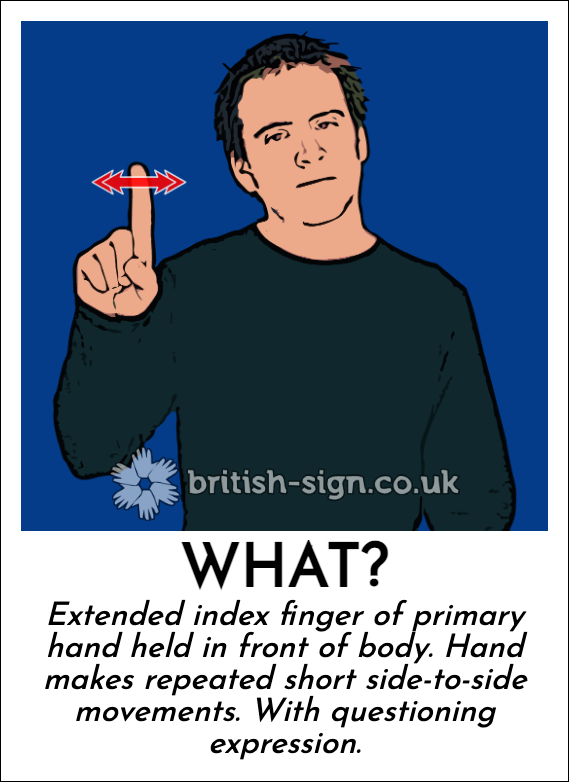 british-sign.co.uk
WHAT?
Extended index finger of primary
hand held in front of body. Hand
makes repeated short side-to-side
movements. With questioning
expression.